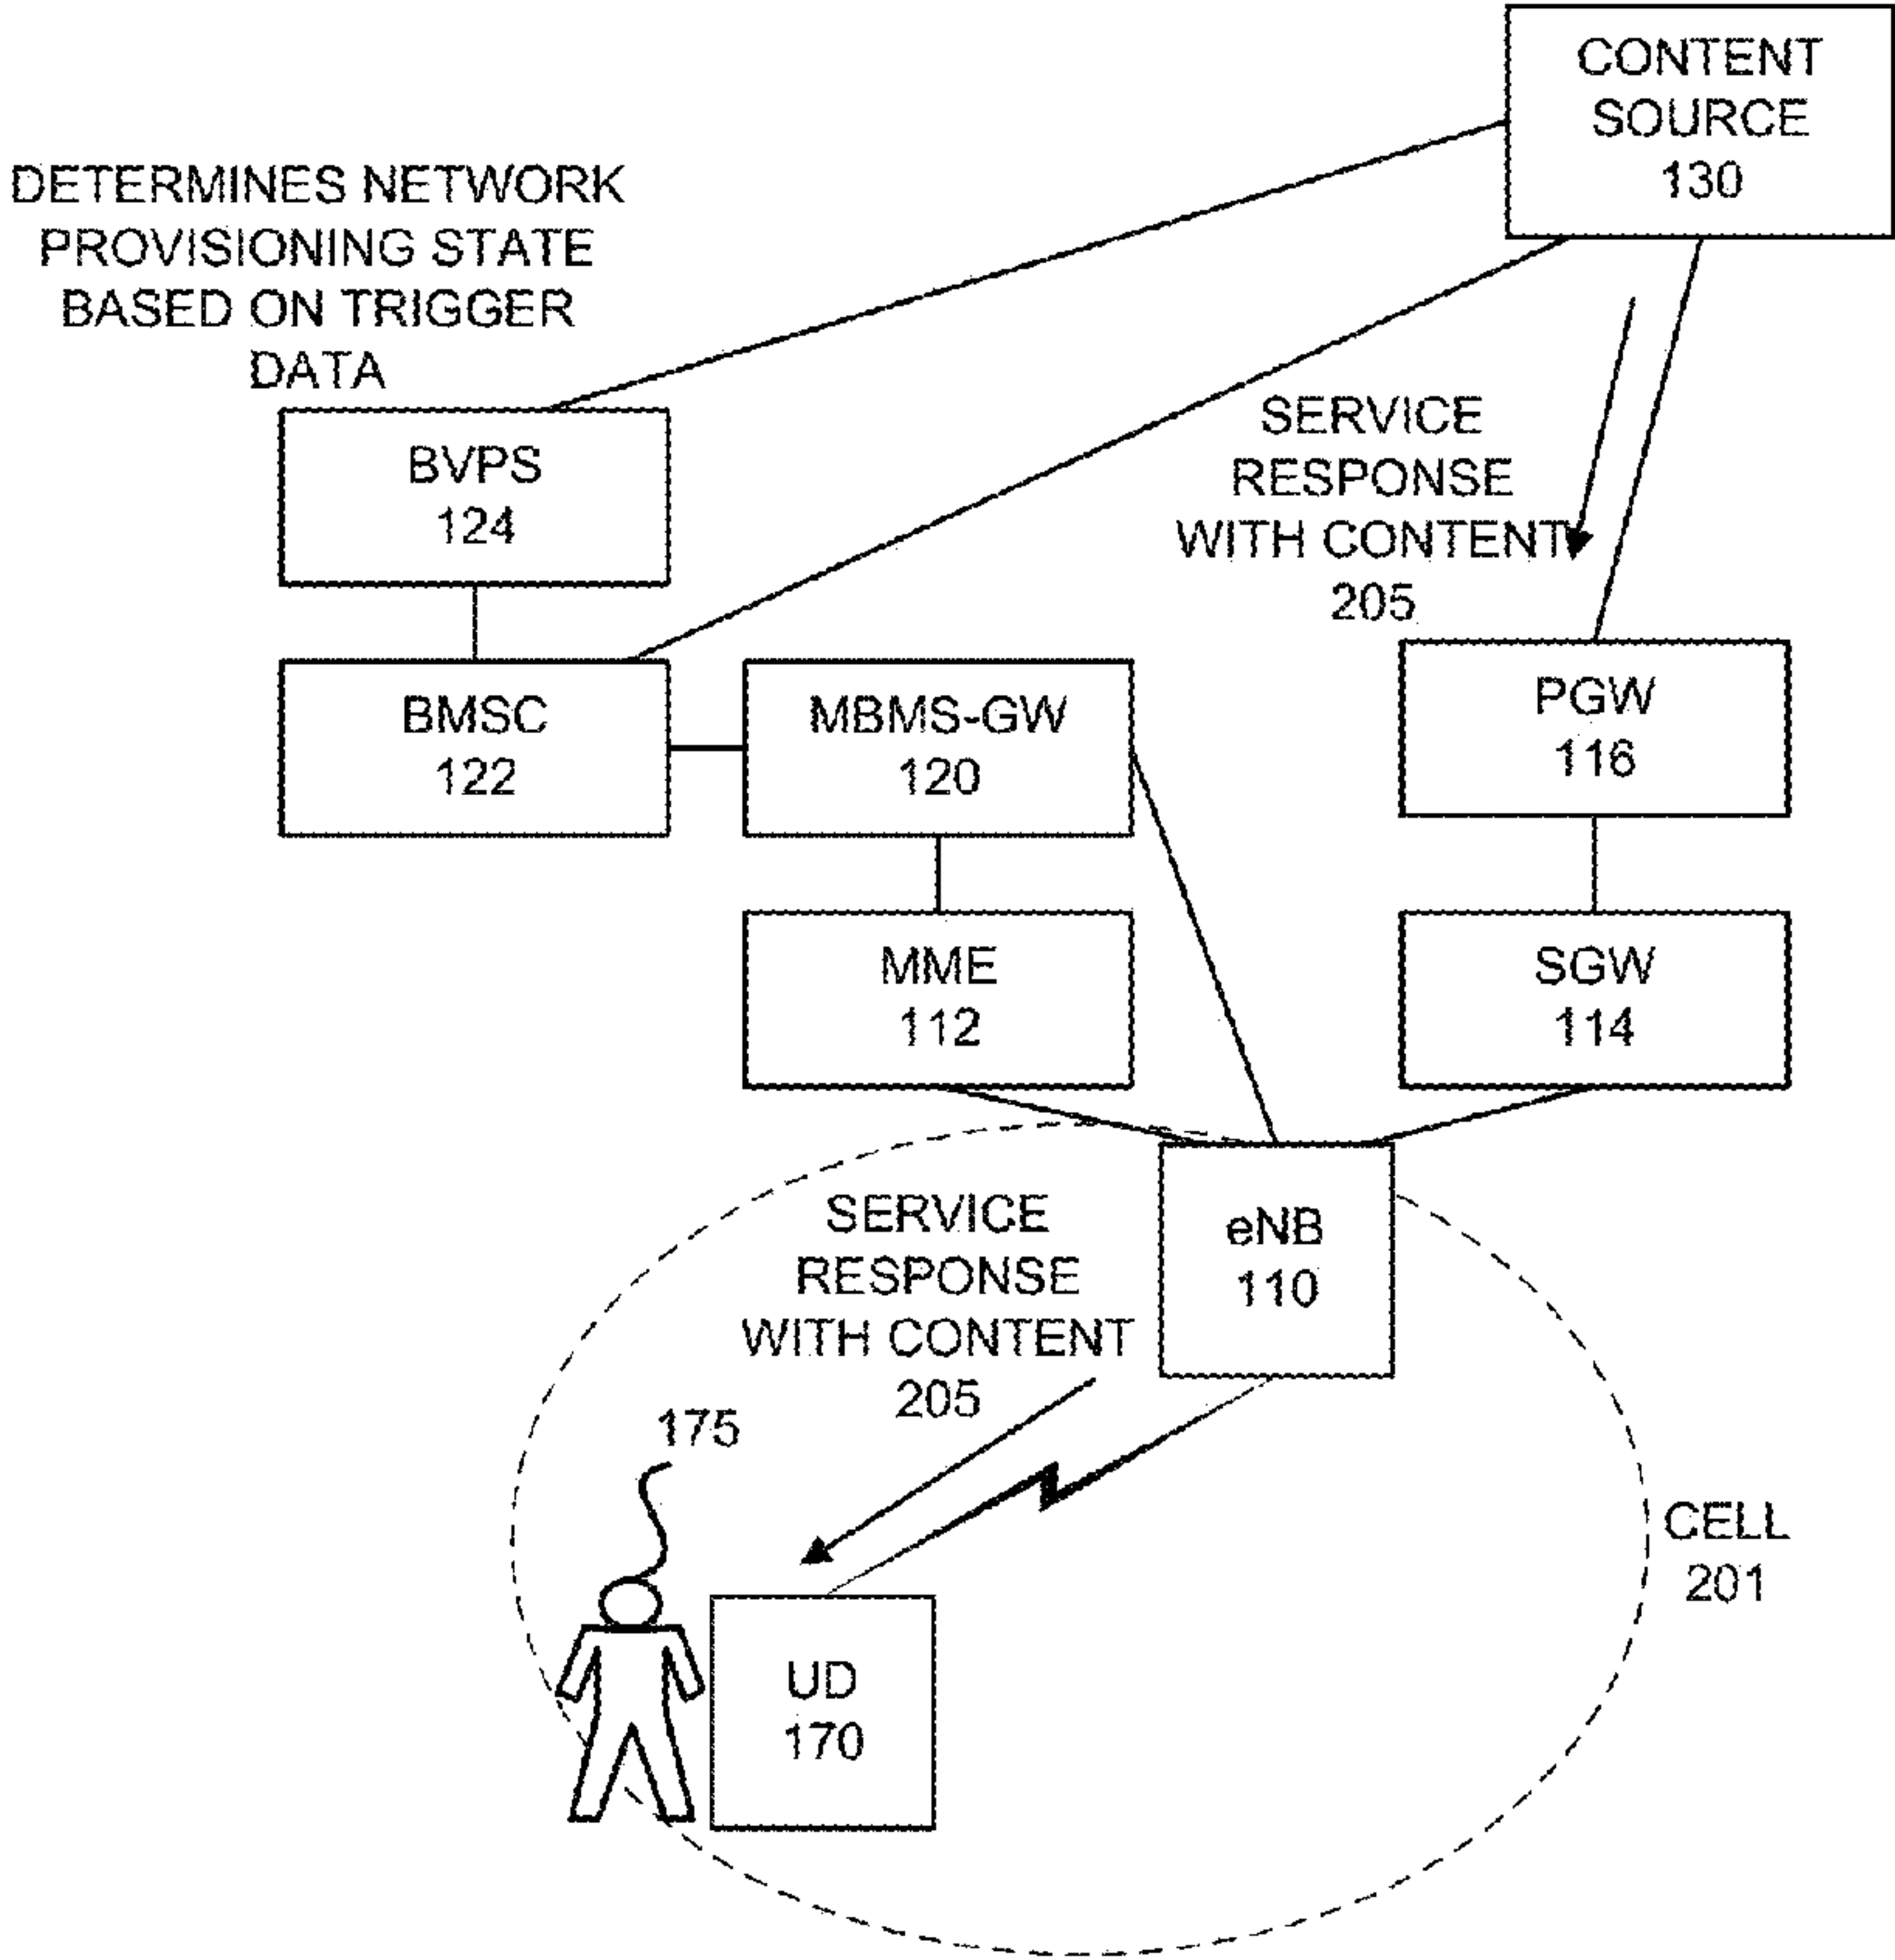 CONTENT
SOURCE
130
DETERMINES NETWORK
PROVISIONING STATE
BASED ON TRIGGER
DATA
BVPS
124
SERVICE
RESPONSE
WITH CONTENT
205
BMSC
122
MBMS-GW
120
PGW
116
MME
112
SGW
114
SERVICE
RESPONSE
WITH CONTENT
205
eNB
110
175
CELL
201
UD
170